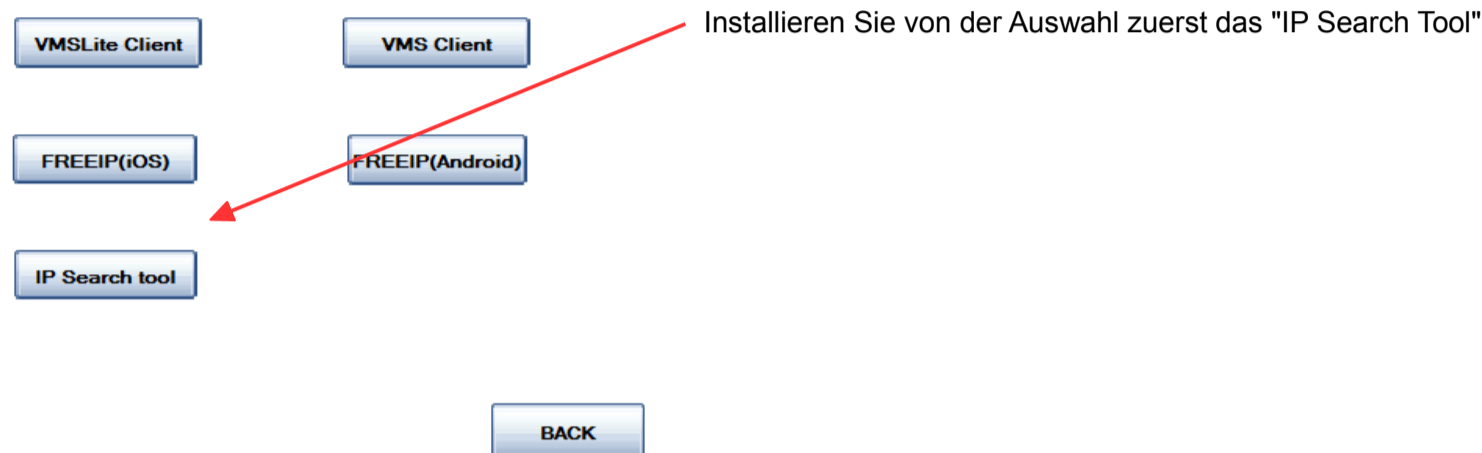 Installieren Sie von der Auswahl zuerst das "IP Search Tool"
VMSLite Client
VMS Client
FREEIP(iOS)
FREEIP(Android)
IP Search tool
BACK